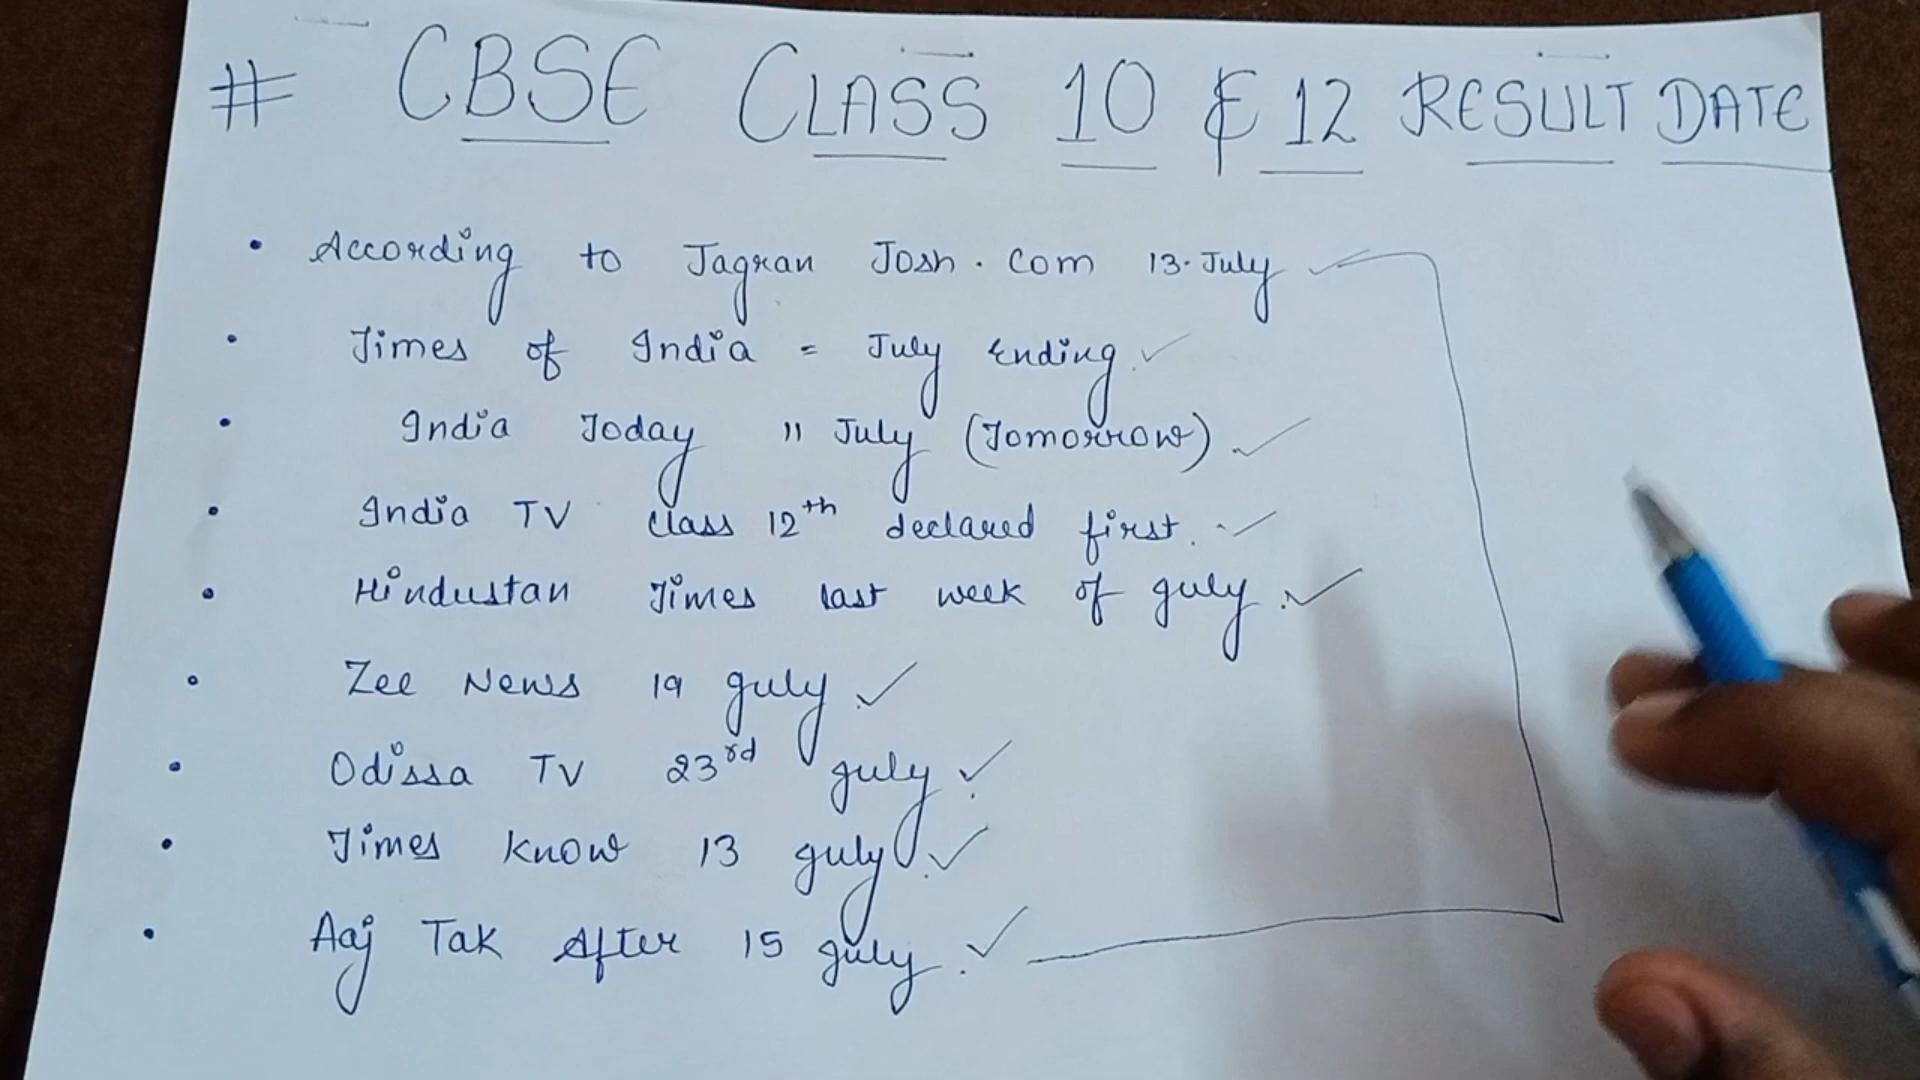 # CBSE CLASS 10 & 12 RESULT DATE
• According to Jagran Josh.Com 13.July
• Times of India = July Ending.
• India Today 11 July (Tomorrow)
• India TV class 12th declared first.
• Hindustan Times last week of july.
• Zee News 19 july
• Odissa TV 23rd july
• Times know 13 july
• Aaj Tak After 15 july.